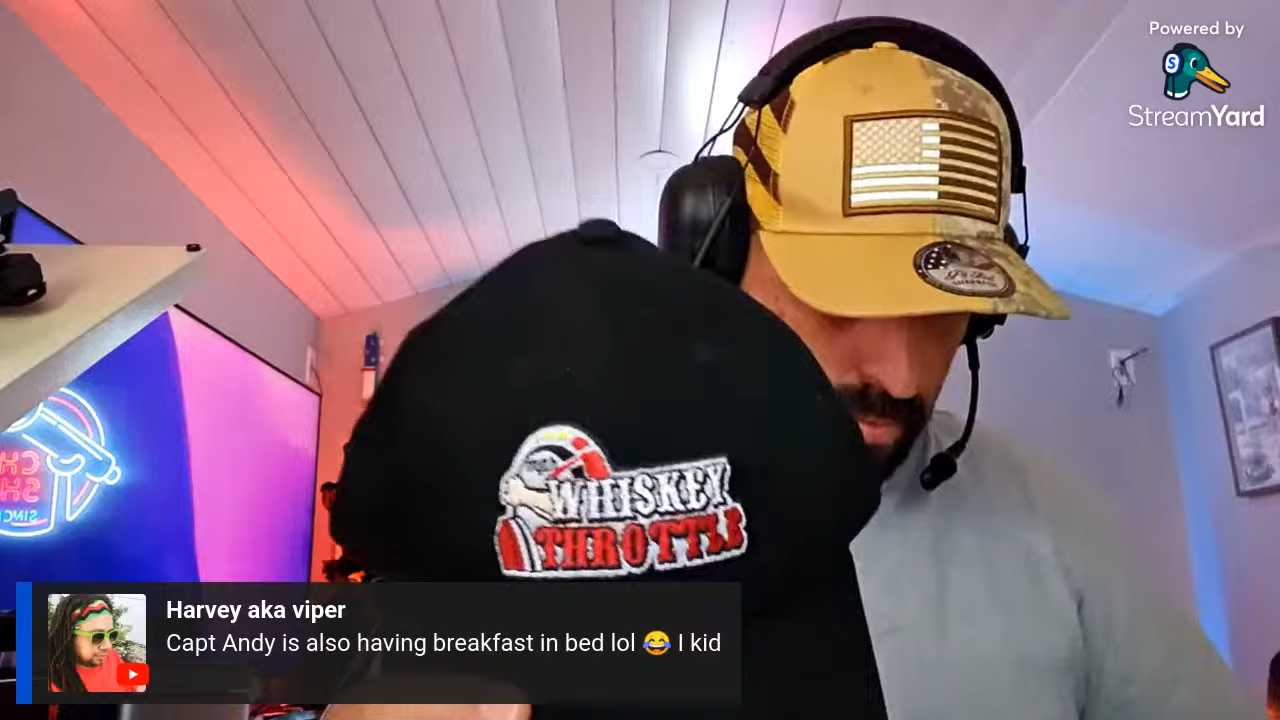 Powered by
StreamYard
WHISKEY
THROTTLE
Harvey aka viper
Capt Andy is also having breakfast in bed lol 😂 I kid